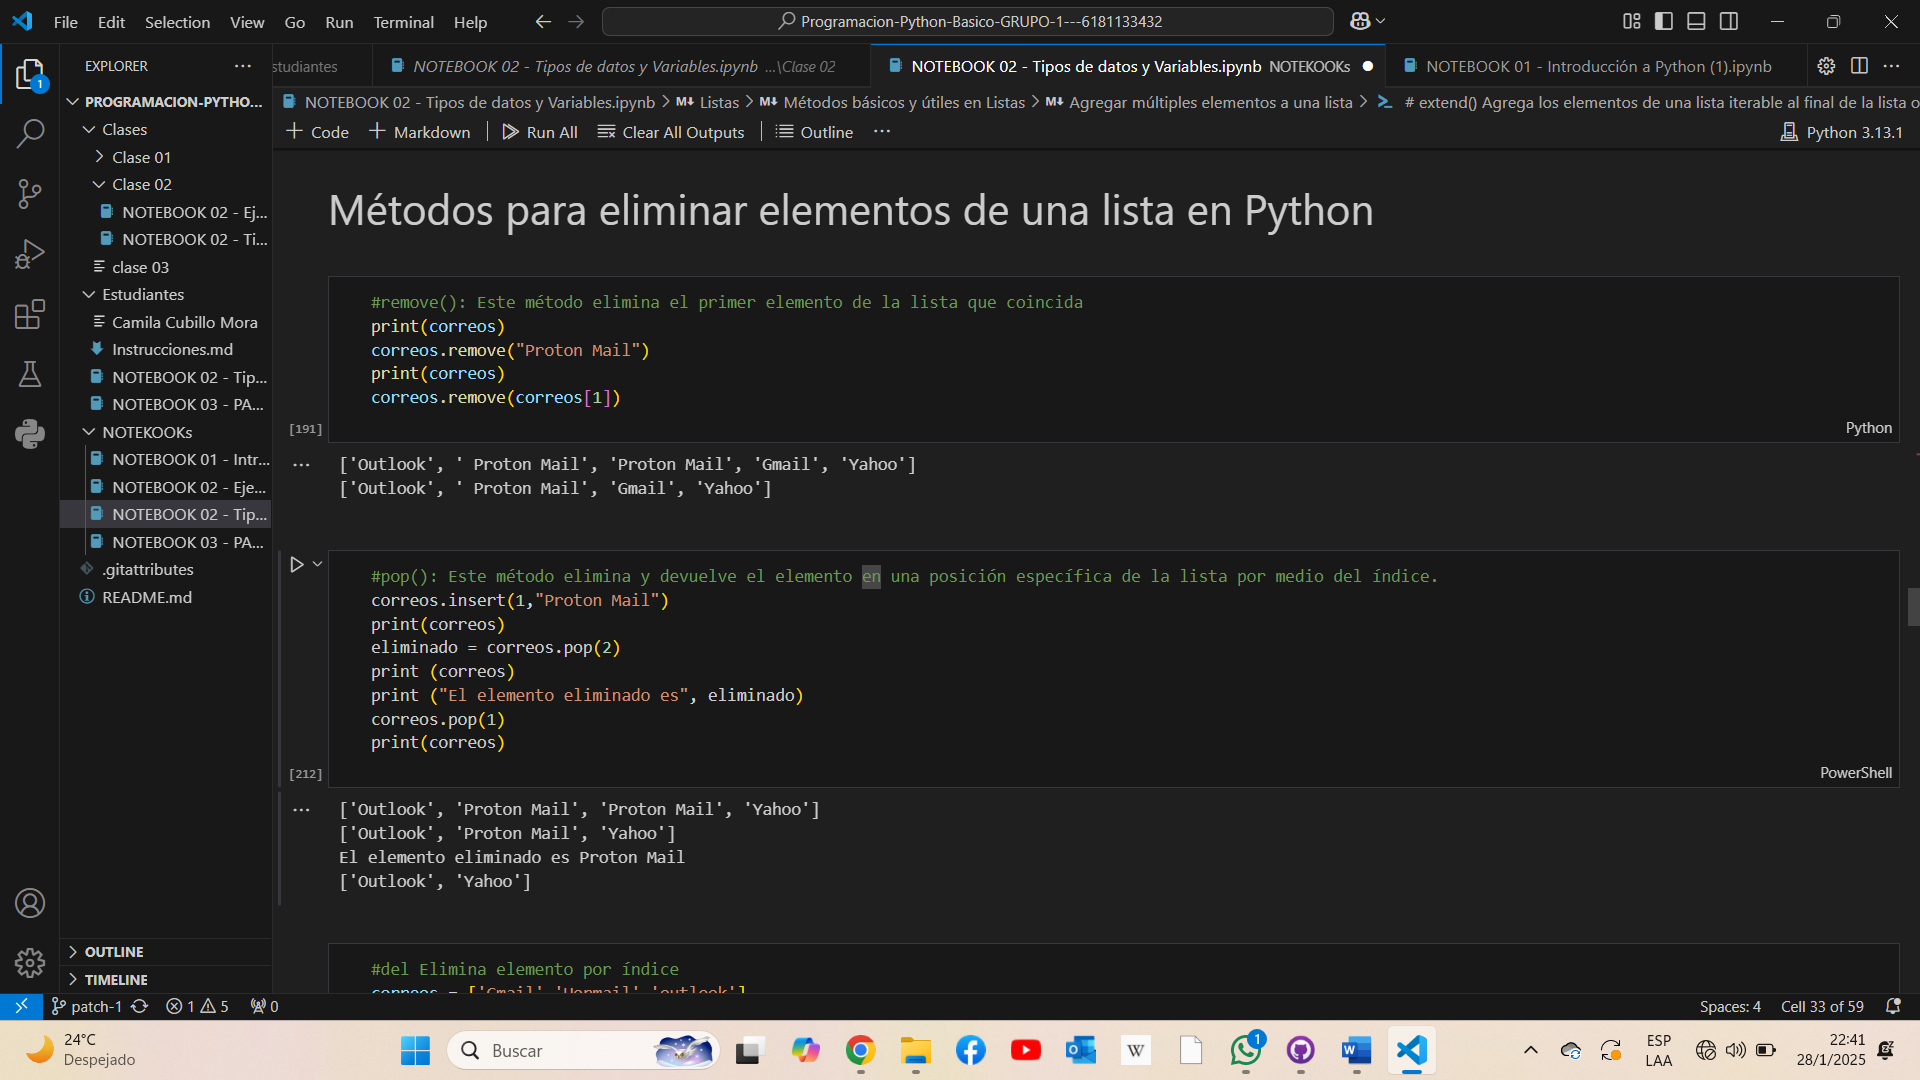 File Edit Selection View Go Run Terminal Help
Programacion-Python-Basico-GRUPO-1---6181133432
EXPLORER
studiantes
NOTEBOOK 02 - Tipos de datos y Variables.ipynb ...\Clase 02
NOTEBOOK 02 - Tipos de datos y Variables.ipynb NOTEKOOKs
NOTEBOOK 01 - Introducción a Python (1).ipynb
NOTEBOOK 02 - Tipos de datos y Variables.ipynb > M↓ Listas > M↓ Métodos básicos y útiles en Listas > M↓ Agregar múltiples elementos a una lista > # extend() Agrega los elementos de una lista iterable al final de la lista o
+ Code + Markdown Run All Clear All Outputs Outline ...
Python 3.13.1
PROGRAMACION-PYTHO...
Clases
Clase 01
Clase 02
NOTEBOOK 02 - Ej...
NOTEBOOK 02 - Ti...
clase 03
Estudiantes
Camila Cubillo Mora
Instrucciones.md
NOTEBOOK 02 - Tip...
NOTEBOOK 03 - PA...
NOTEKOOKs
NOTEBOOK 01 - Intr...
NOTEBOOK 02 - Eje...
NOTEBOOK 02 - Tip...
NOTEBOOK 03 - PA...
.gitattributes
README.md
OUTLINE
TIMELINE
Métodos para eliminar elementos de una lista en Python
#remove(): Este método elimina el primer elemento de la lista que coincida
print(correos)
correos.remove("Proton Mail")
print(correos)
correos.remove(correos[1])
[191]
Python
['Outlook', ' Proton Mail', 'Proton Mail', 'Gmail', 'Yahoo']
['Outlook', ' Proton Mail', 'Gmail', 'Yahoo']
#pop(): Este método elimina y devuelve el elemento en una posición específica de la lista por medio del índice.
correos.insert(1,"Proton Mail")
print(correos)
eliminado = correos.pop(2)
print (correos)
print ("El elemento eliminado es", eliminado)
correos.pop(1)
print(correos)
[212]
PowerShell
['Outlook', 'Proton Mail', 'Proton Mail', 'Yahoo']
['Outlook', 'Proton Mail', 'Yahoo']
El elemento eliminado es Proton Mail
['Outlook', 'Yahoo']
#del Elimina elemento por índice
correos = ['Gmail','Hormail','outlook']
patch-1
1 5
0
Spaces: 4
Cell 33 of 59
24°C
Despejado
Buscar
ESP
LAA
22:41
28/1/2025